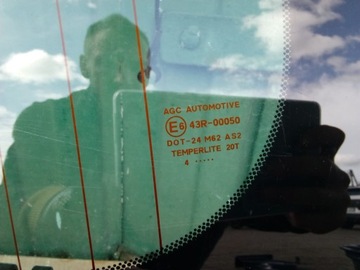 AGC AUTOMOTIVE
E6 43R-00050
DOT-24 M62 AS2
TEMPERLITE 20T
4 .....